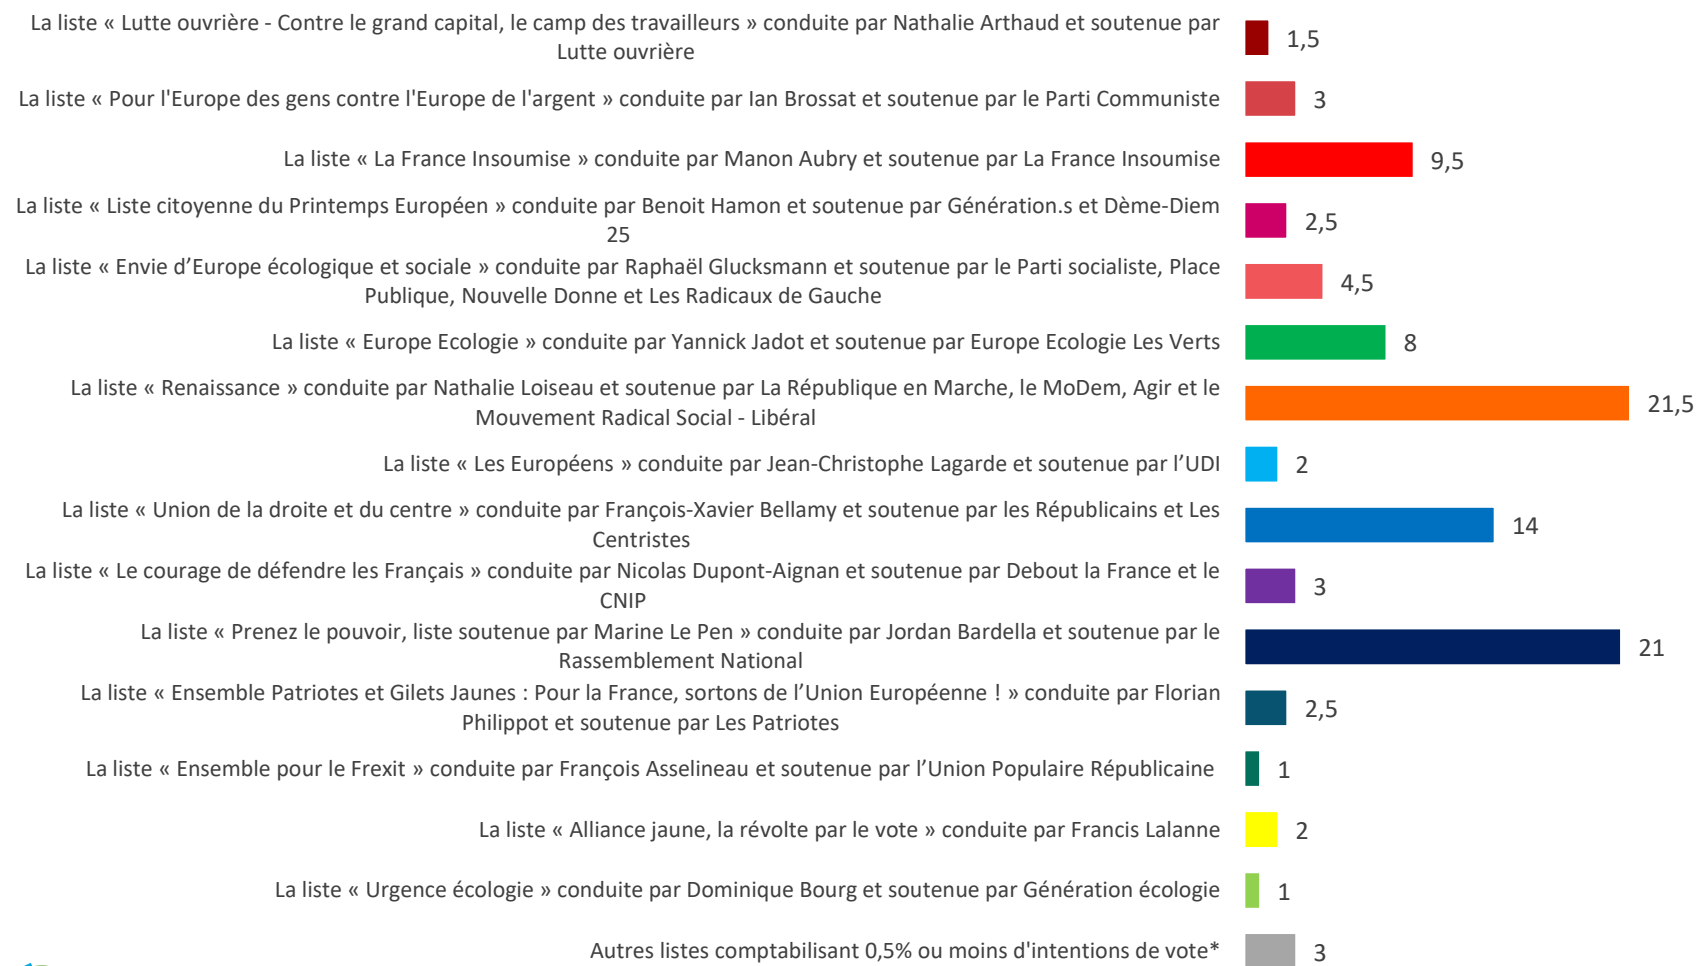 La liste « Lutte ouvrière - Contre le grand capital, le camp des travailleurs » conduite par Nathalie Arthaud et soutenue par
Lutte ouvrière
1,5
La liste « Pour l'Europe des gens contre l'Europe de l'argent » conduite par Ian Brossat et soutenue par le Parti Communiste
3
La liste « La France Insoumise » conduite par Manon Aubry et soutenue par La France Insoumise
9,5
La liste « Liste citoyenne du Printemps Européen » conduite par Benoit Hamon et soutenue par Génération.s et Dème-Diem
25
2,5
La liste « Envie d’Europe écologique et sociale » conduite par Raphaël Glucksmann et soutenue par le Parti socialiste, Place
Publique, Nouvelle Donne et Les Radicaux de Gauche
4,5
La liste « Europe Ecologie » conduite par Yannick Jadot et soutenue par Europe Ecologie Les Verts
8
La liste « Renaissance » conduite par Nathalie Loiseau et soutenue par La République en Marche, le MoDem, Agir et le
Mouvement Radical Social - Libéral
21,5
La liste « Les Européens » conduite par Jean-Christophe Lagarde et soutenue par l’UDI
2
La liste « Union de la droite et du centre » conduite par François-Xavier Bellamy et soutenue par les Républicains et Les
Centristes
14
La liste « Le courage de défendre les Français » conduite par Nicolas Dupont-Aignan et soutenue par Debout la France et le
CNIP
3
La liste « Prenez le pouvoir, liste soutenue par Marine Le Pen » conduite par Jordan Bardella et soutenue par le
Rassemblement National
21
La liste « Ensemble Patriotes et Gilets Jaunes : Pour la France, sortons de l’Union Européenne ! » conduite par Florian
Philippot et soutenue par Les Patriotes
2,5
La liste « Ensemble pour le Frexit » conduite par François Asselineau et soutenue par l’Union Populaire Républicaine
1
La liste « Alliance jaune, la révolte par le vote » conduite par Francis Lalanne
2
La liste « Urgence écologie » conduite par Dominique Bourg et soutenue par Génération écologie
1
Autres listes comptabilisant 0,5% ou moins d'intentions de vote*
3